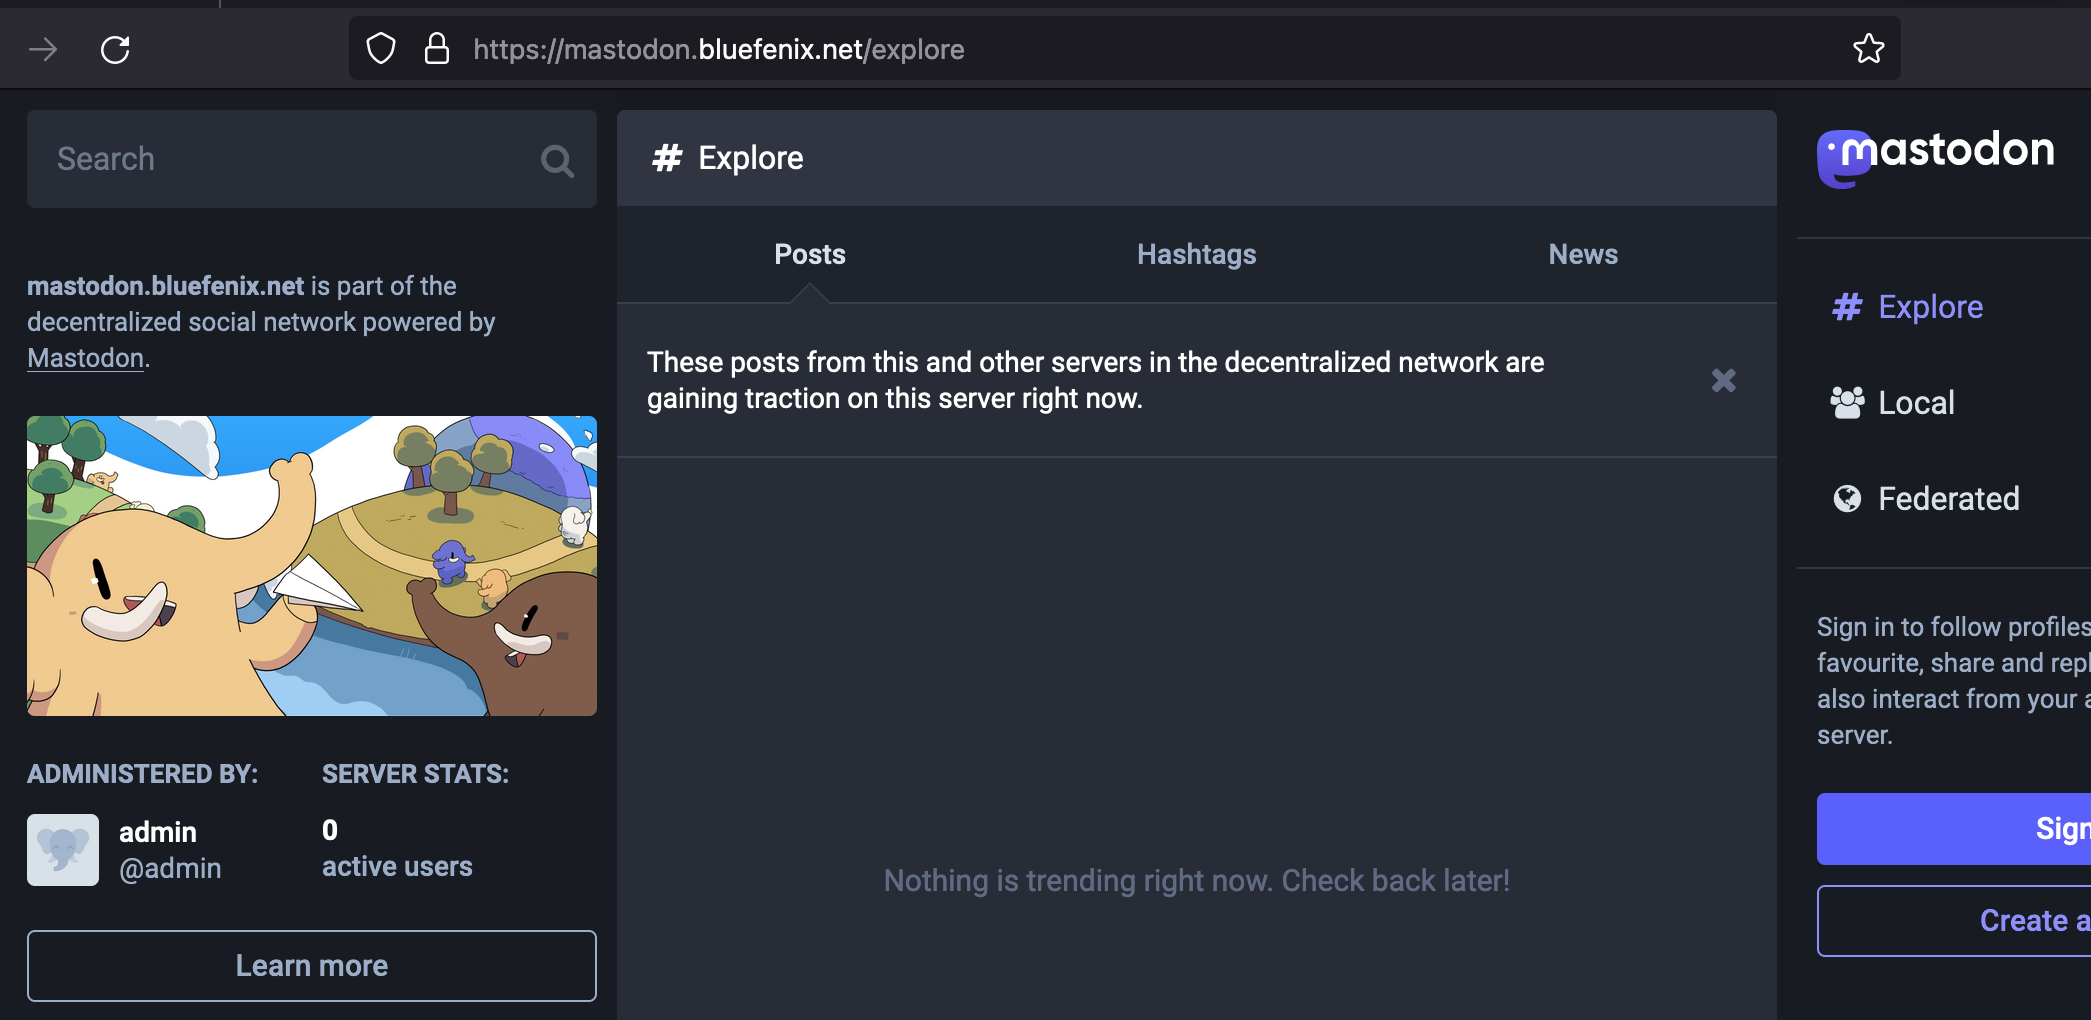 https://mastodon.bluefenix.net/explore
Search
mastodon.bluefenix.net is part of the
decentralized social network powered by
Mastodon.
ADMINISTERED BY:
admin
@admin
SERVER STATS:
0
active users
Learn more
# Explore
Posts
Hashtags
News
These posts from this and other servers in the decentralized network are
gaining traction on this server right now.
Nothing is trending right now. Check back later!
mastodon
# Explore
Local
Federated
Sign in to follow profiles
favourite, share and repl
also interact from your a
server.
Sign
Create a